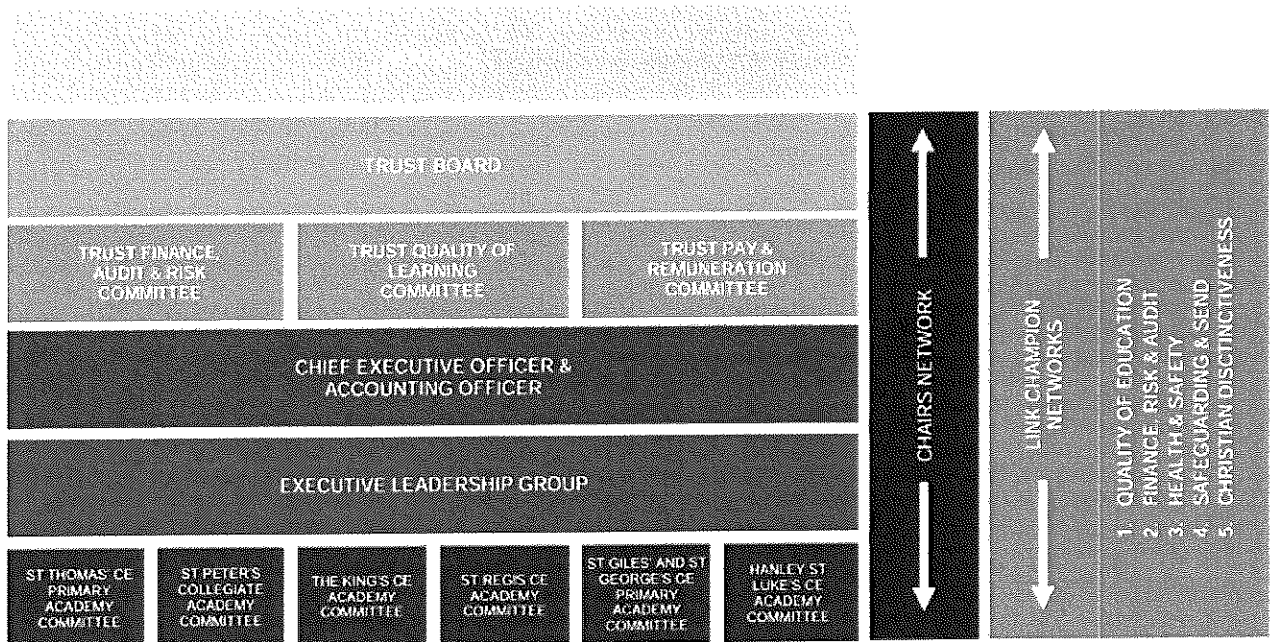 TRUST BOARD
TRUST FINANCE,
AUDIT & RISK
COMMITTEE
TRUST QUALITY OF
LEARNING
COMMITTEE
TRUST PAY &
REMUNERATION
COMMITTEE
CHIEF EXECUTIVE OFFICER &
ACCOUNTING OFFICER
EXECUTIVE LEADERSHIP GROUP
ST THOMAS' CE
PRIMARY
ACADEMY
COMMITTEE
ST PETER'S
COLLEGIATE
ACADEMY
COMMITTEE
THE KING'S CE
ACADEMY
COMMITTEE
ST REGIS CE
ACADEMY
COMMITTEE
ST GILES' AND ST
GEORGE'S CE
PRIMARY
ACADEMY
COMMITTEE
HANLEY ST
LUKE'S CE
ACADEMY
COMMITTEE
CHAIRS NETWORK
LINK CHAMPION
NETWORKS
1. QUALITY OF EDUCATION
2. FINANCE, RISK & AUDIT
3. HEALTH & SAFETY
4. SAFEGUARDING & SEND
5. CHRISTIAN DISCTINCTIVENESS